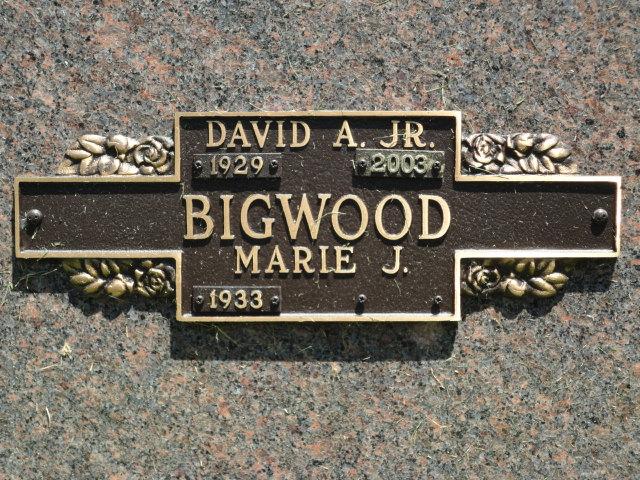 DAVID A. JR.
1929 2003
BIGWOOD
MARIE J.
1933